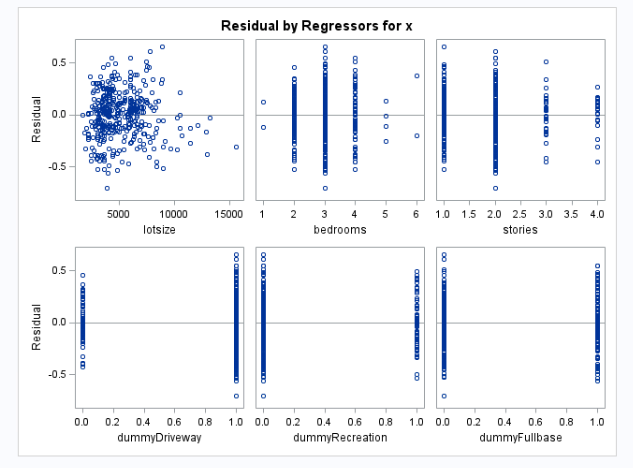 Residual by Regressors for x
Residual
0.5
0.0
-0.5
5000 10000 15000
lotsize
1 2 3 4 5 6
bedrooms
1.0 1.5 2.0 2.5 3.0 3.5 4.0
stories
Residual
0.5
0.0
-0.5
0.0 0.2 0.4 0.6 0.8 1.0
dummyDriveway
0.0 0.2 0.4 0.6 0.8 1.0
dummyRecreation
0.0 0.2 0.4 0.6 0.8 1.0
dummyFullbase